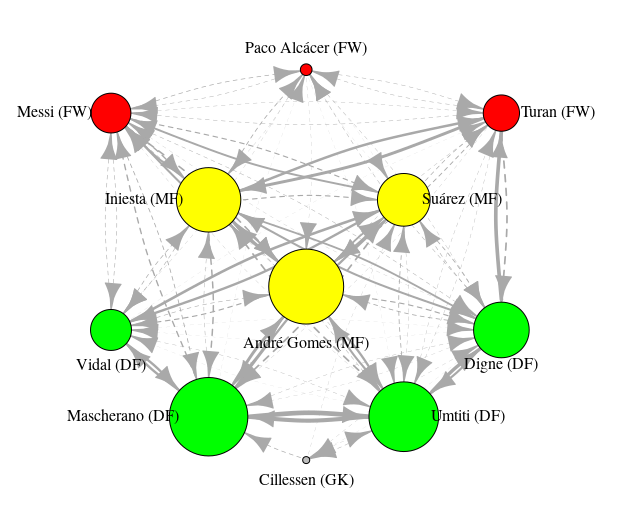 Paco Alcácer (FW)
Messi (FW)
Turan (FW)
Iniesta (MF)
Suárez (MF)
André Gomes (MF)
Vidal (DF)
Digne (DF)
Mascherano (DF)
Umtiti (DF)
Cillessen (GK)